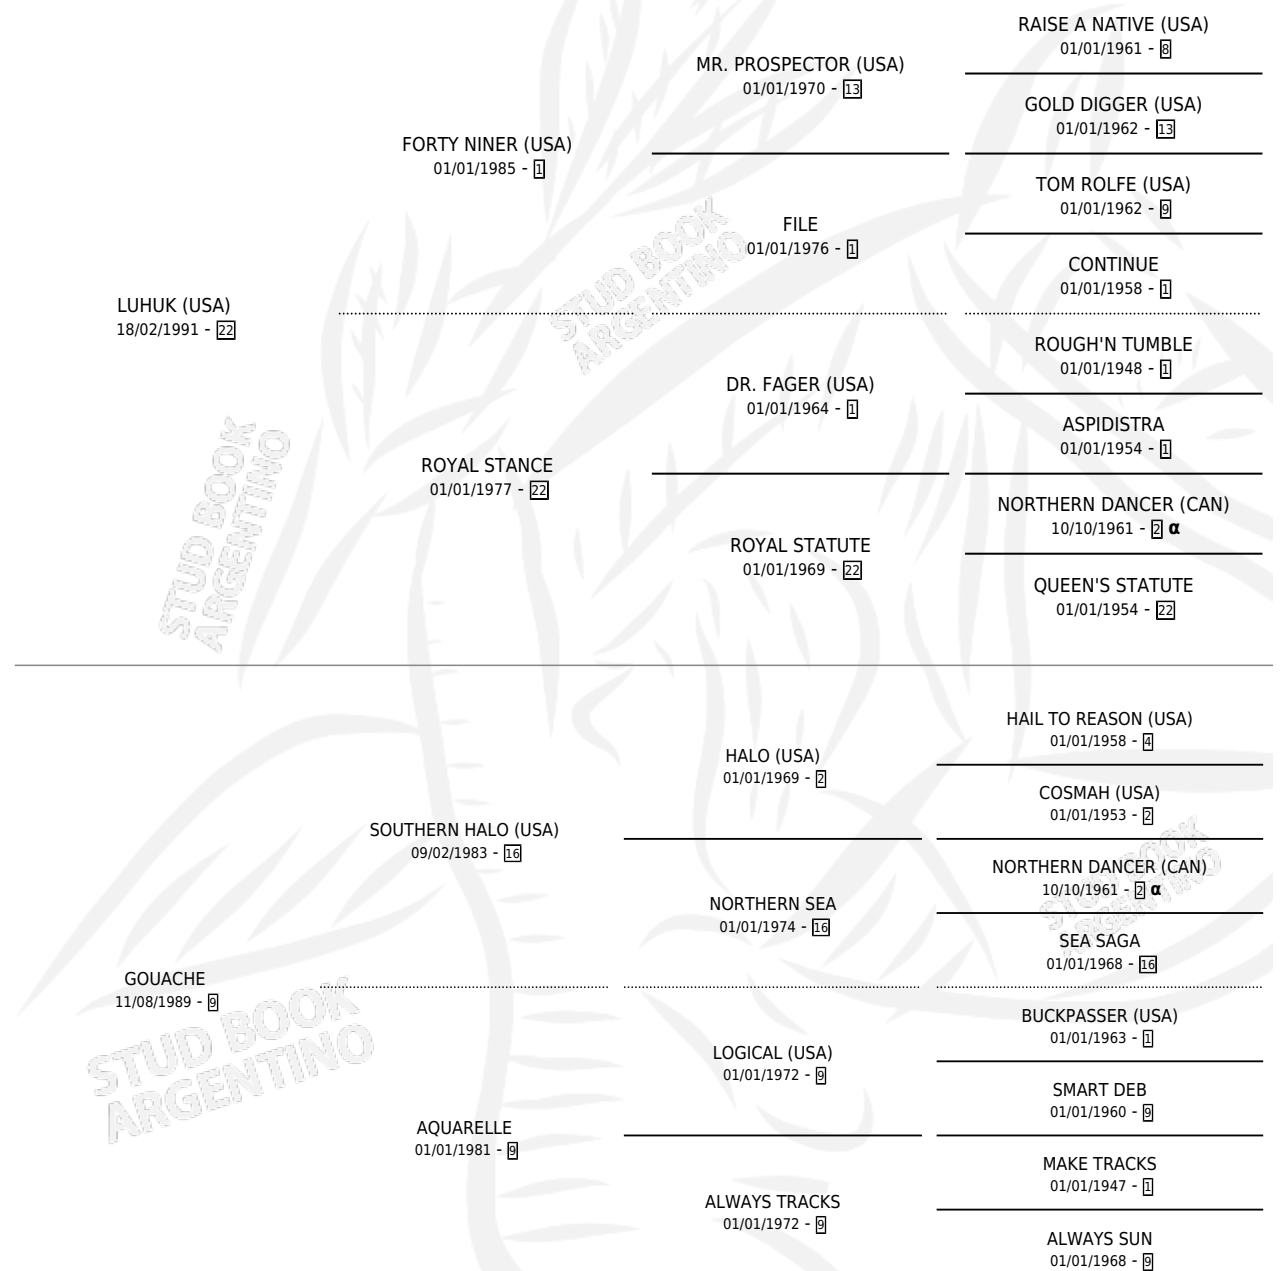 RAISE A NATIVE (USA)
01/01/1961 - 8
MR. PROSPECTOR (USA)
01/01/1970 - 13
GOLD DIGGER (USA)
01/01/1962 - 13
FORTY NINER (USA)
01/01/1985 - 1
TOM ROLFE (USA)
01/01/1962 - 9
FILE
01/01/1976 - 1
CONTINUE
01/01/1958 - 1
LUHUK (USA)
18/02/1991 - 22
ROUGH'N TUMBLE
01/01/1948 - 1
DR. FAGER (USA)
01/01/1964 - 1
ASPIDISTRA
01/01/1954 - 1
ROYAL STANCE
01/01/1977 - 22
NORTHERN DANCER (CAN)
10/10/1961 - 2 α
ROYAL STATUTE
01/01/1969 - 22
QUEEN'S STATUTE
01/01/1954 - 22
STUD BOOK
ARGENTINO
STUD BOOK
ARGENTINO
HAIL TO REASON (USA)
01/01/1958 - 4
HALO (USA)
01/01/1969 - 2
COSMAH (USA)
01/01/1953 - 2
SOUTHERN HALO (USA)
09/02/1983 - 16
NORTHERN DANCER (CAN)
10/10/1961 - 2 α
NORTHERN SEA
01/01/1974 - 16
SEA SAGA
01/01/1968 - 16
GOUACHE
11/08/1989 - 9
BUCKPASSER (USA)
01/01/1963 - 1
LOGICAL (USA)
01/01/1972 - 9
SMART DEB
01/01/1960 - 9
AQUARELLE
01/01/1981 - 9
MAKE TRACKS
01/01/1947 - 1
ALWAYS TRACKS
01/01/1972 - 9
ALWAYS SUN
01/01/1968 - 9
STUD BOOK
ARGENTINO
STUD BOOK
ARGENTINO